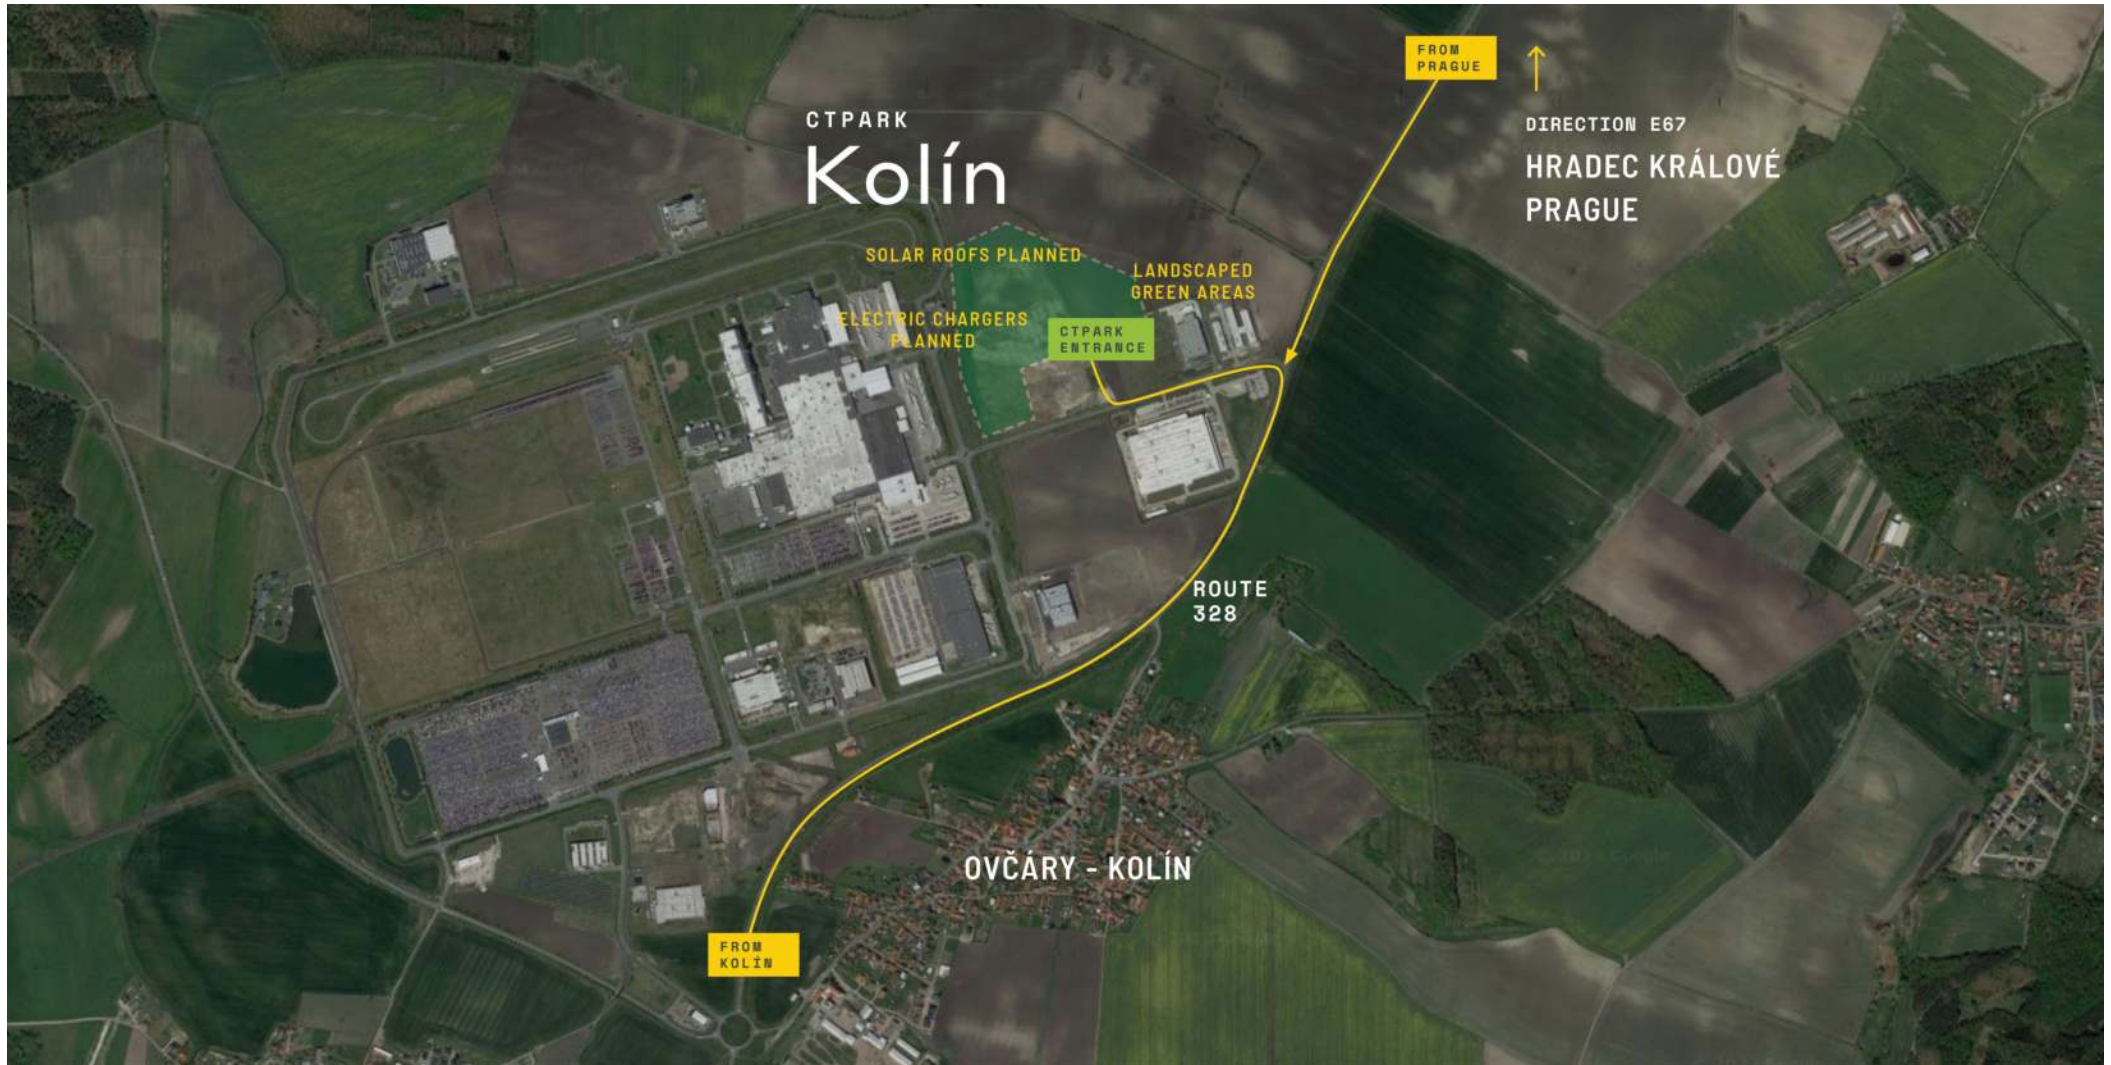 FROM
PRAGUE
DIRECTION E67
HRADEC KRÁLOVÉ
PRAGUE
CTPARK
Kolín
SOLAR ROOFS PLANNED
LANDSCAPED
GREEN AREAS
ELECTRIC CHARGERS
PLANNED
CTPARK
ENTRANCE
ROUTE
328
OVČÁRY - KOLÍN
FROM
KOLÍN